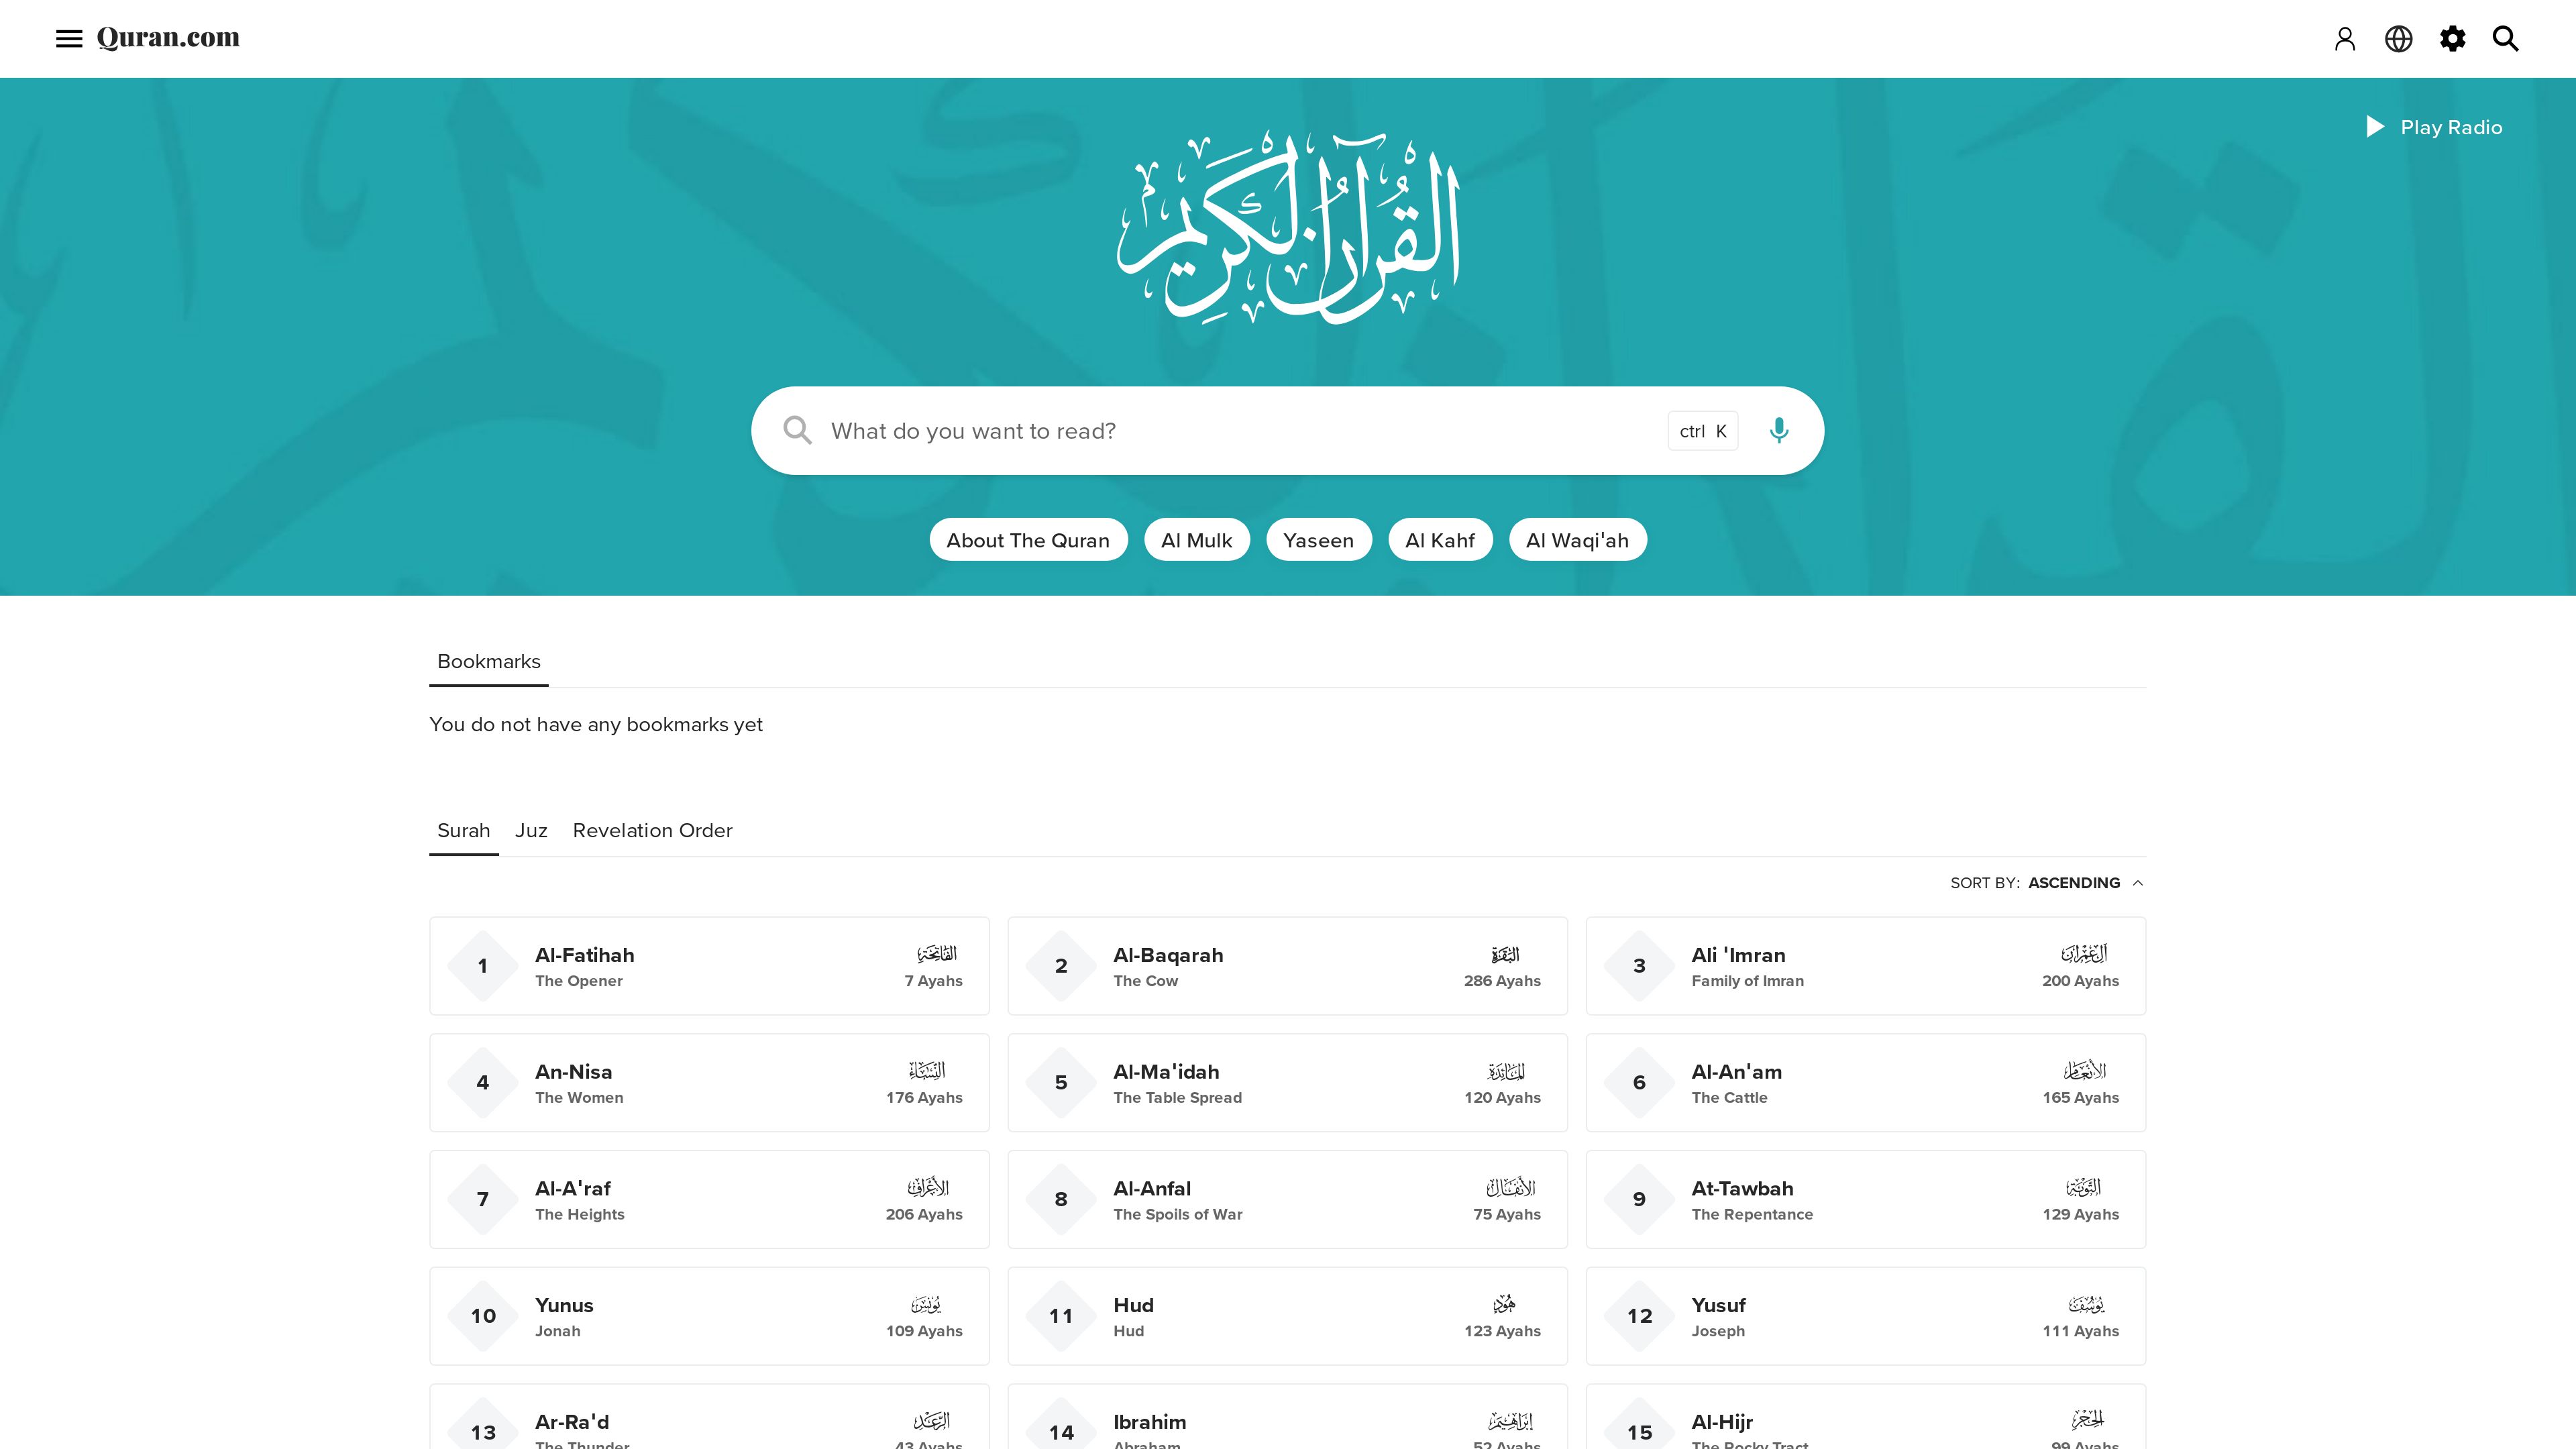 Quran.com
Play Radio
القُرآنُ الكَرِيمُ
What do you want to read?
ctrl K
About The Quran
Al Mulk
Yaseen
Al Kahf
Al Waqi'ah
Bookmarks
You do not have any bookmarks yet
Surah Juz Revelation Order
SORT BY: ASCENDING
1
Al-Fatihah
The Opener
الفاتحة
7 Ayahs
2
Al-Baqarah
The Cow
البقرة
286 Ayahs
3
Ali 'Imran
Family of Imran
آل عمران
200 Ayahs
4
An-Nisa
The Women
النساء
176 Ayahs
5
Al-Ma'idah
The Table Spread
المائدة
120 Ayahs
6
Al-An'am
The Cattle
الأنعام
165 Ayahs
7
Al-A'raf
The Heights
الأعراف
206 Ayahs
8
Al-Anfal
The Spoils of War
الأنفال
75 Ayahs
9
At-Tawbah
The Repentance
التوبة
129 Ayahs
10
Yunus
Jonah
يونس
109 Ayahs
11
Hud
Hud
هود
123 Ayahs
12
Yusuf
Joseph
يوسف
111 Ayahs
13
Ar-Ra'd
The Thunder
الرعد
43 Ayahs
14
Ibrahim
Abraham
إبراهيم
52 Ayahs
15
Al-Hijr
The Rocky Tract
الحجر
99 Ayahs